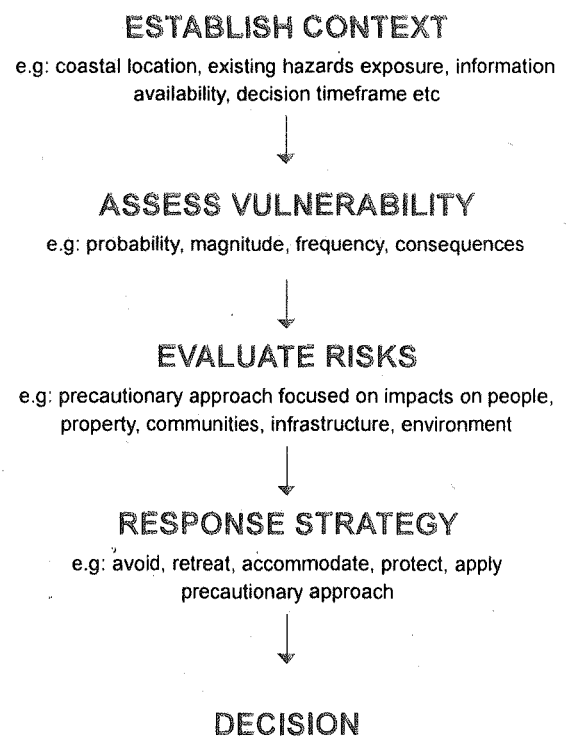 ESTABLISH CONTEXT
e.g: coastal location, existing hazards exposure, information
availability, decision timeframe etc
ASSESS VULNERABILITY
e.g: probability, magnitude, frequency, consequences
EVALUATE RISKS
e.g: precautionary approach focused on impacts on people,
property, communities, infrastructure, environment
RESPONSE STRATEGY
e.g: avoid, retreat, accommodate, protect, apply
precautionary approach
DECISION